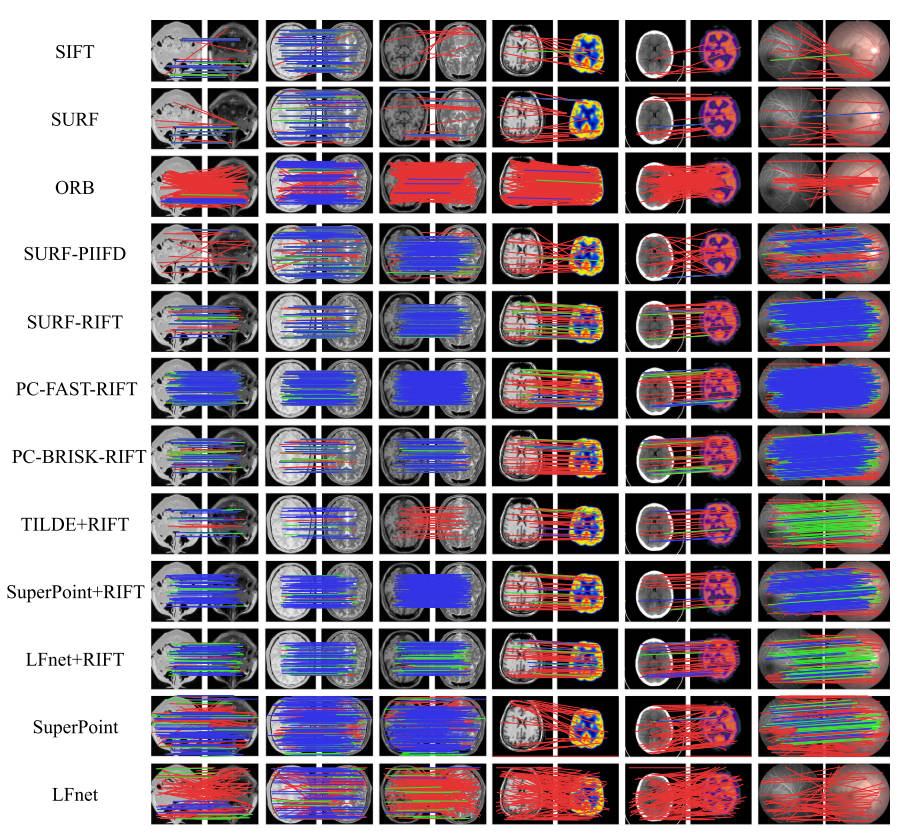 SIFT
SURF
ORB
SURF-PIIFD
SURF-RIFT
PC-FAST-RIFT
PC-BRISK-RIFT
TILDE+RIFT
SuperPoint+RIFT
LFnet+RIFT
SuperPoint
LFnet